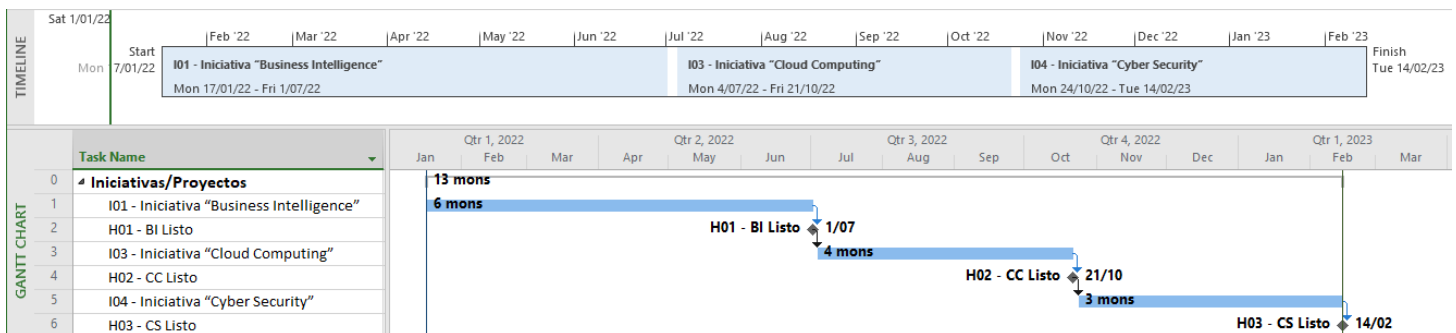 TIMELINE
Sat 1/01/22
Feb '22 Mar '22 Apr '22 May '22 Jun '22 Jul '22 Aug '22 Sep '22 Oct '22 Nov '22 Dec '22 Jan '23 Feb '23
Start
Mon 17/01/22
I01 - Iniciativa "Business Intelligence"
Mon 17/01/22 - Fri 1/07/22
I03 - Iniciativa "Cloud Computing"
Mon 4/07/22 - Fri 21/10/22
I04 - Iniciativa "Cyber Security"
Mon 24/10/22 - Tue 14/02/23
Finish
Tue 14/02/23
GANTT CHART
Task Name
Qtr 1, 2022 Qtr 2, 2022 Qtr 3, 2022 Qtr 4, 2022 Qtr 1, 2023
Jan Feb Mar Apr May Jun Jul Aug Sep Oct Nov Dec Jan Feb Mar
0 Iniciativas/Proyectos 13 mons
1 I01 - Iniciativa "Business Intelligence" 6 mons
2 H01 - BI Listo H01 - BI Listo 1/07
3 I03 - Iniciativa "Cloud Computing" 4 mons
4 H02 - CC Listo H02 - CC Listo 21/10
5 I04 - Iniciativa "Cyber Security" 3 mons
6 H03 - CS Listo H03 - CS Listo 14/02